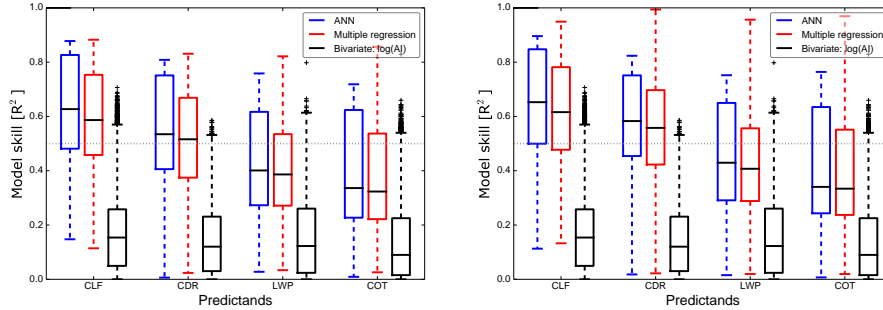 1.0
0.8
0.6
0.4
0.2
0.0
Model skill [R²]
ANN
Multiple regression
Bivariate: log(AI)
CLF
CDR
LWP
COT
Predictands
1.0
0.8
0.6
0.4
0.2
0.0
Model skill [R²]
ANN
Multiple regression
Bivariate: log(AI)
CLF
CDR
LWP
COT
Predictands